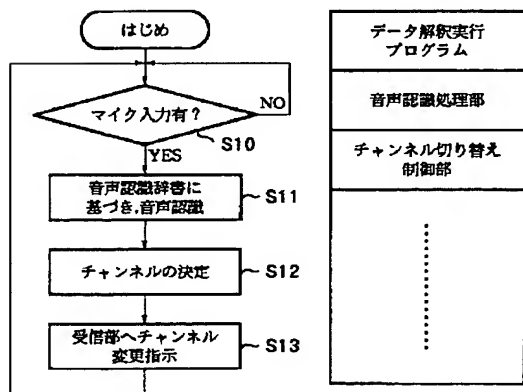 はじめ
マイク入力有?
NO
S10
YES
音声認識辞書に
基づき,音声認識
S11
チャンネルの決定
S12
受信部へチャンネル
変更指示
S13
データ解釈実行
プログラム
音声認識処理部
チャンネル切り替え
制御部